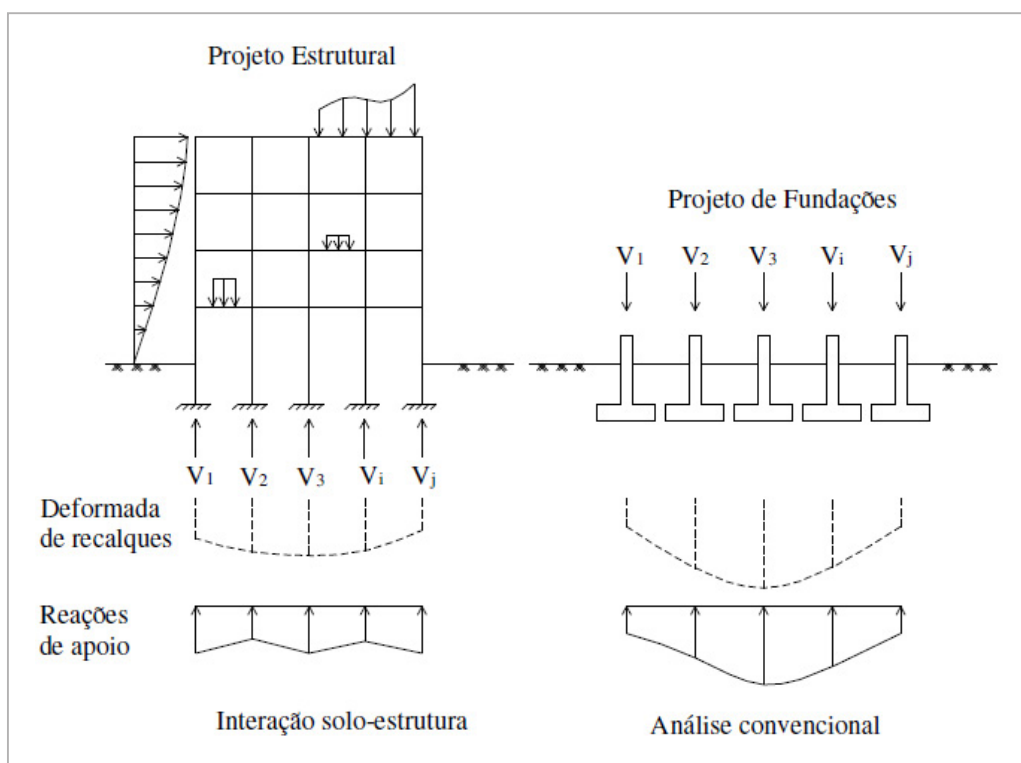 Projeto Estrutural
Projeto de Fundações
V1 V2 V3 Vi Vj
V1 V2 V3 Vi Vj
Deformada
de recalques
Reações
de apoio
Interação solo-estrutura
Análise convencional